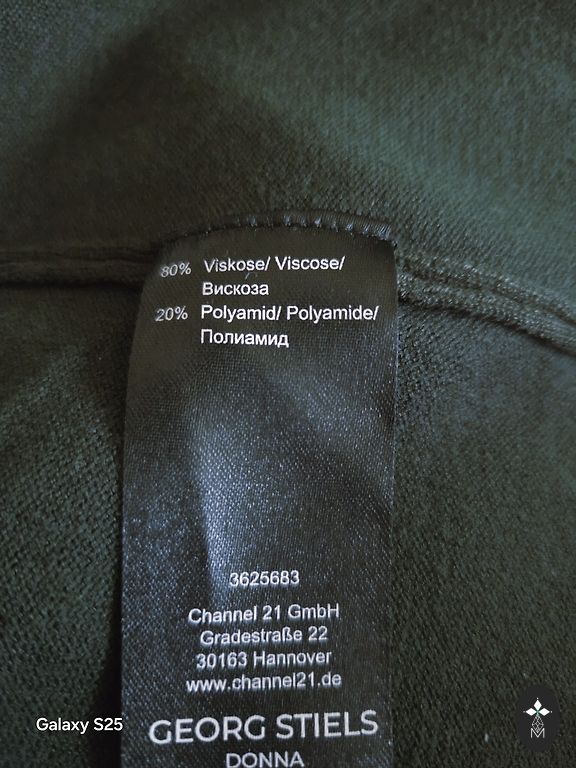 80% Viskose/ Viscose/
Вискоза
20% Polyamid/ Polyamide/
Полиамид
3625683
Channel 21 GmbH
Gradestraße 22
30163 Hannover
www.channel21.de
GEORG STIELS
DONNA
Galaxy S25